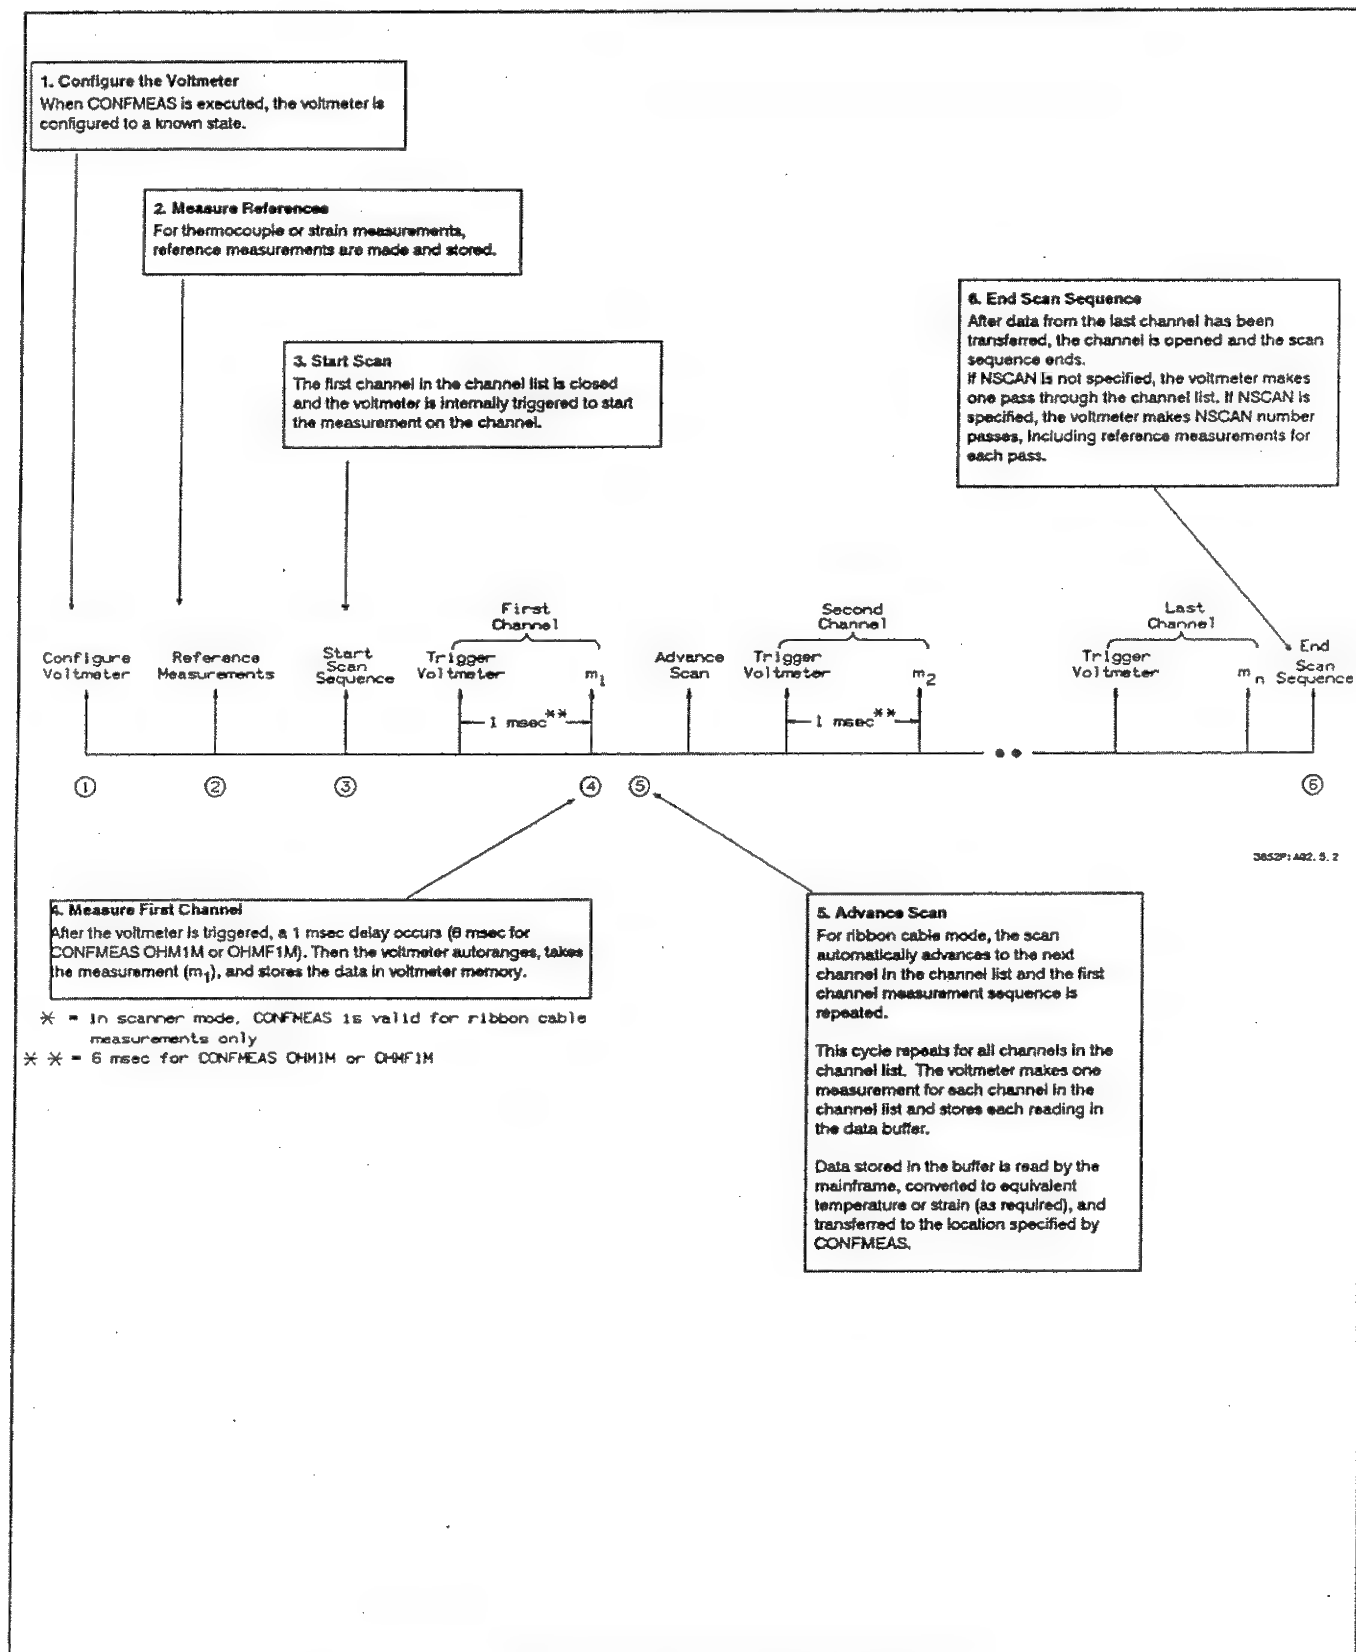 1. Configure the Voltmeter
When CONFMEAS is executed, the voltmeter is
configured to a known state.
2. Measure References
For thermocouple or strain measurements,
reference measurements are made and stored.
3. Start Scan
The first channel in the channel list is closed
and the voltmeter is internally triggered to start
the measurement on the channel.
6. End Scan Sequence
After data from the last channel has been
transferred, the channel is opened and the scan
sequence ends.
If NSCAN is not specified, the voltmeter makes
one pass through the channel list. If NSCAN is
specified, the voltmeter makes NSCAN number
passes, including reference measurements for
each pass.
Configure
Voltmeter
Reference
Measurements
Start
Scan
Sequence
First
Channel
Trigger
Voltmeter
m1
1 msec**
Advance
Scan
Second
Channel
Trigger
Voltmeter
m2
1 msec**
Last
Channel
Trigger
Voltmeter
mn
End
Scan
Sequence
1
2
3
4
5
6
3852P:A02.5.2
4. Measure First Channel
After the voltmeter is triggered, a 1 msec delay occurs (6 msec for
CONFMEAS OHM1M or OHMF1M). Then the voltmeter autoranges, takes
the measurement (m1), and stores the data in voltmeter memory.
* = in scanner mode, CONFMEAS is valid for ribbon cable
measurements only
** = 6 msec for CONFMEAS OHM1M or OHMF1M
5. Advance Scan
For ribbon cable mode, the scan
automatically advances to the next
channel in the channel list and the first
channel measurement sequence is
repeated.
This cycle repeats for all channels in the
channel list. The voltmeter makes one
measurement for each channel in the
channel list and stores each reading in
the data buffer.
Data stored in the buffer is read by the
mainframe, converted to equivalent
temperature or strain (as required), and
transferred to the location specified by
CONFMEAS.